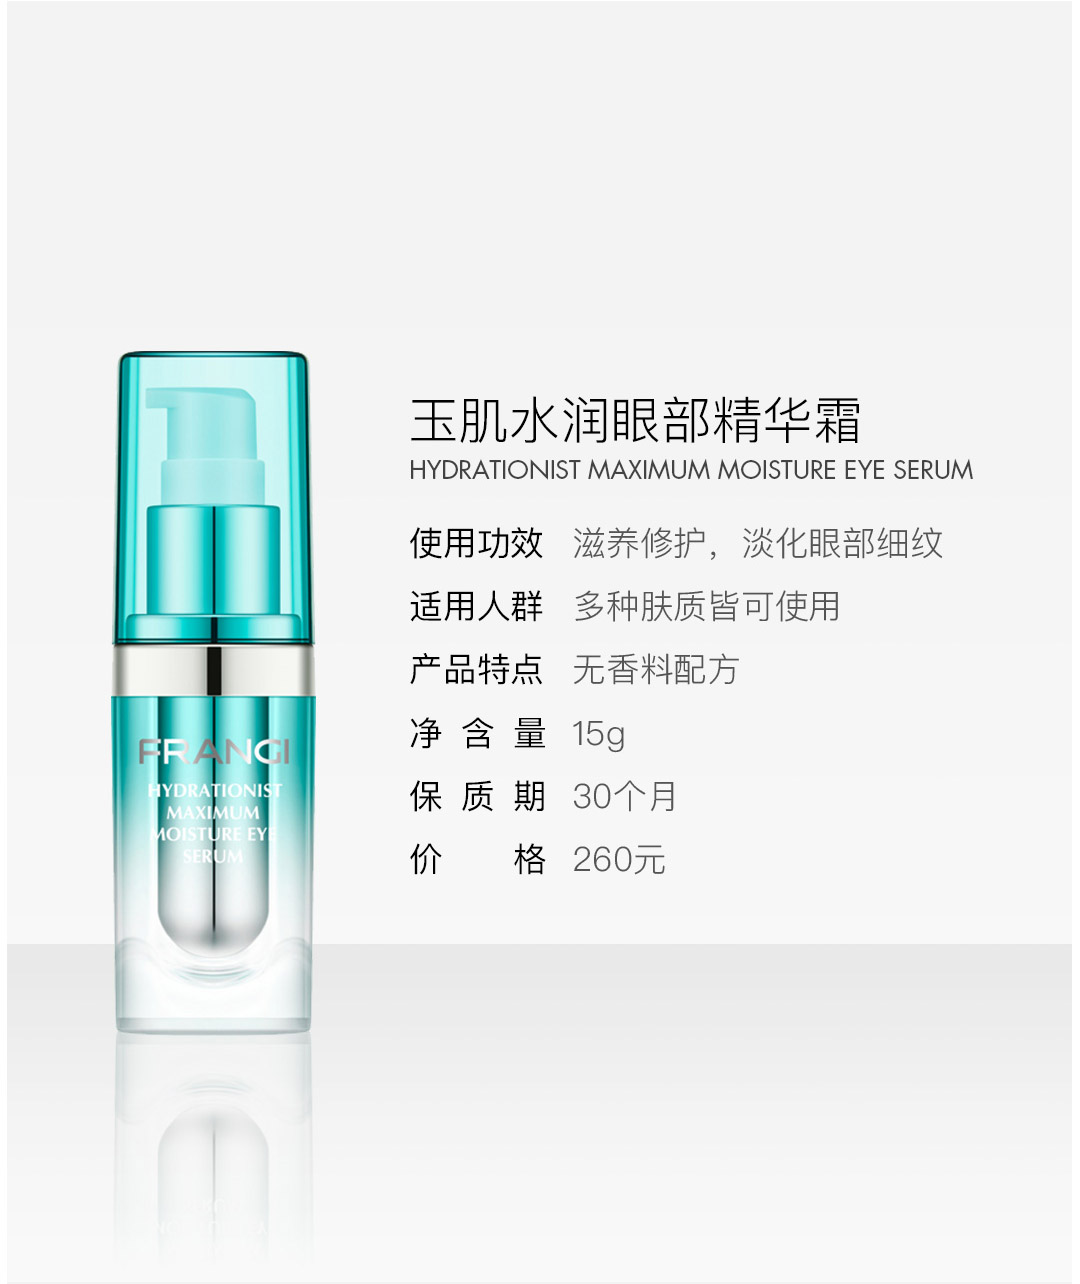 玉肌水润眼部精华霜
HYDRATIONIST MAXIMUM MOISTURE EYE SERUM
使用功效 滋养修护，淡化眼部细纹
适用人群 多种肤质皆可使用
产品特点 无香料配方
净含量 15g
保质期 30个月
价格 260元
FRANGI
HYDRATIONIST
MAXIMUM
MOISTURE EYE
SERUM